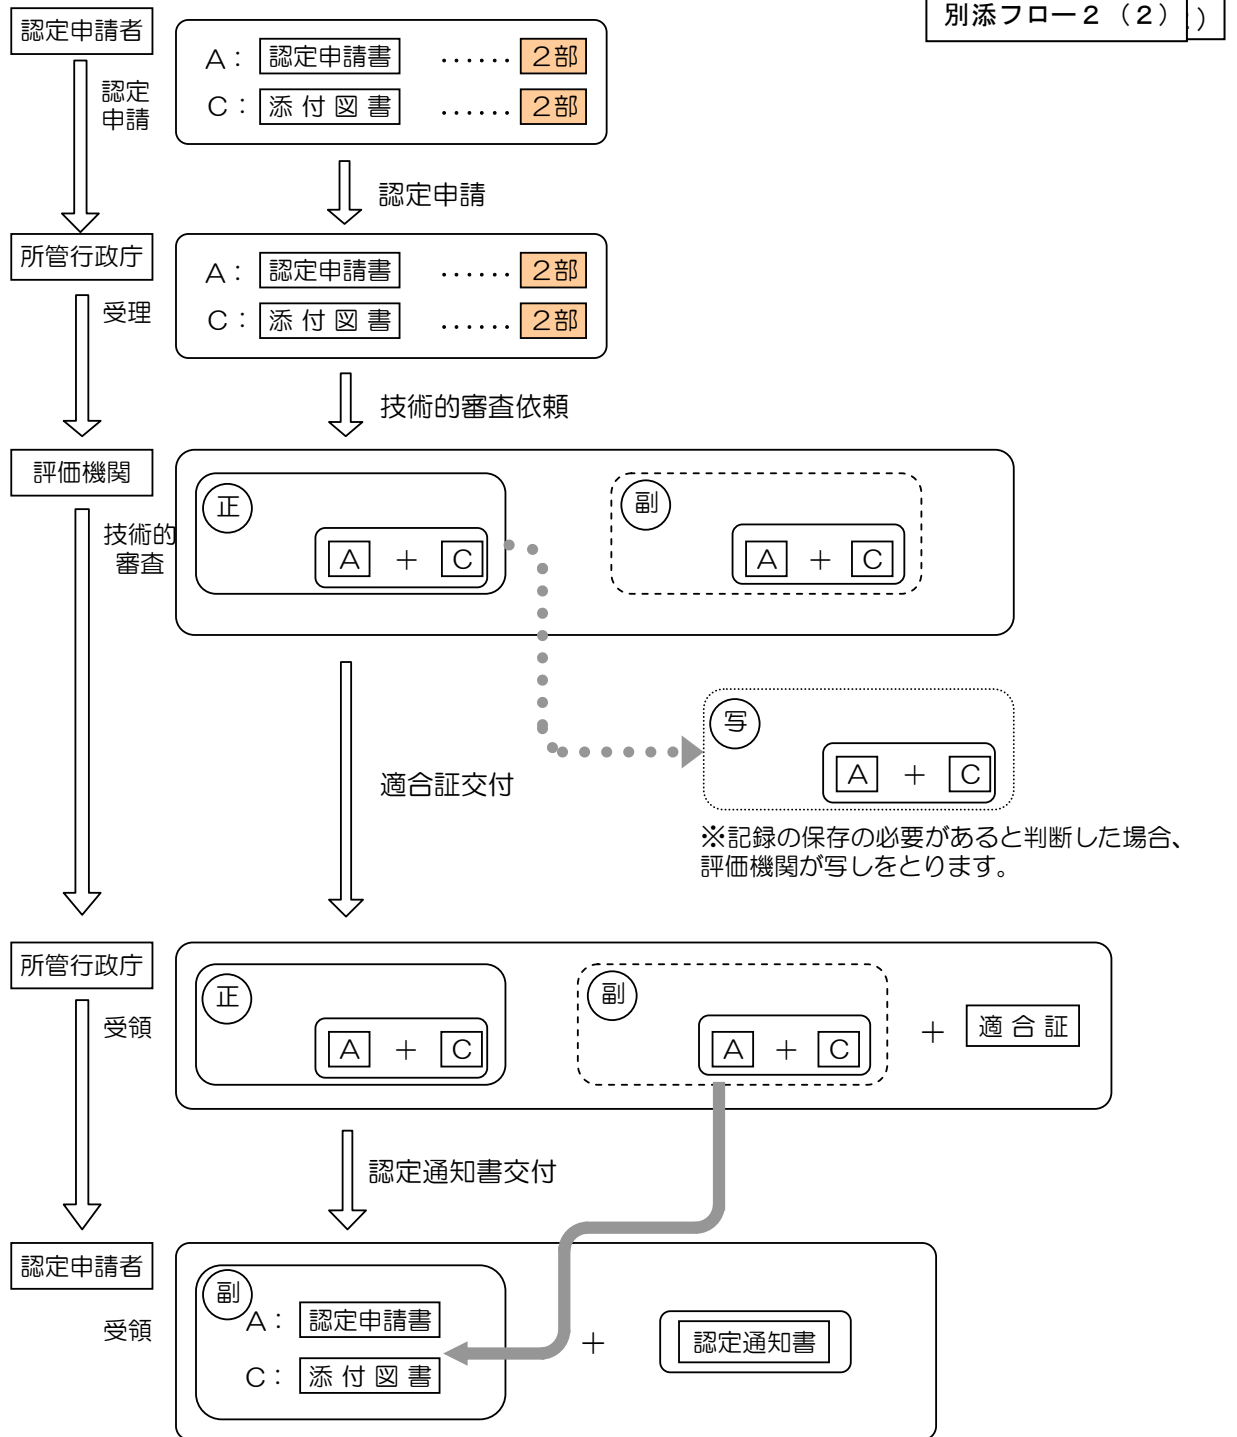 別添フロー２（２）
）
認定申請者
A：認定申請書 …… ２部
認定
申請
C：添付図書 …… ２部
認定申請
所管行政庁
A：認定申請書 …… ２部
受理
C：添付図書 …… ２部
技術的審査依頼
評価機関
正
副
技術的
審査
A ＋ C
A ＋ C
写
A ＋ C
適合証交付
※記録の保存の必要があると判断した場合、
評価機関が写しをとります。
所管行政庁
正
副
受領
A ＋ C
A ＋ C
＋ 適合証
認定通知書交付
認定申請者
副
A：認定申請書
受領
＋ 認定通知書
C：添付図書